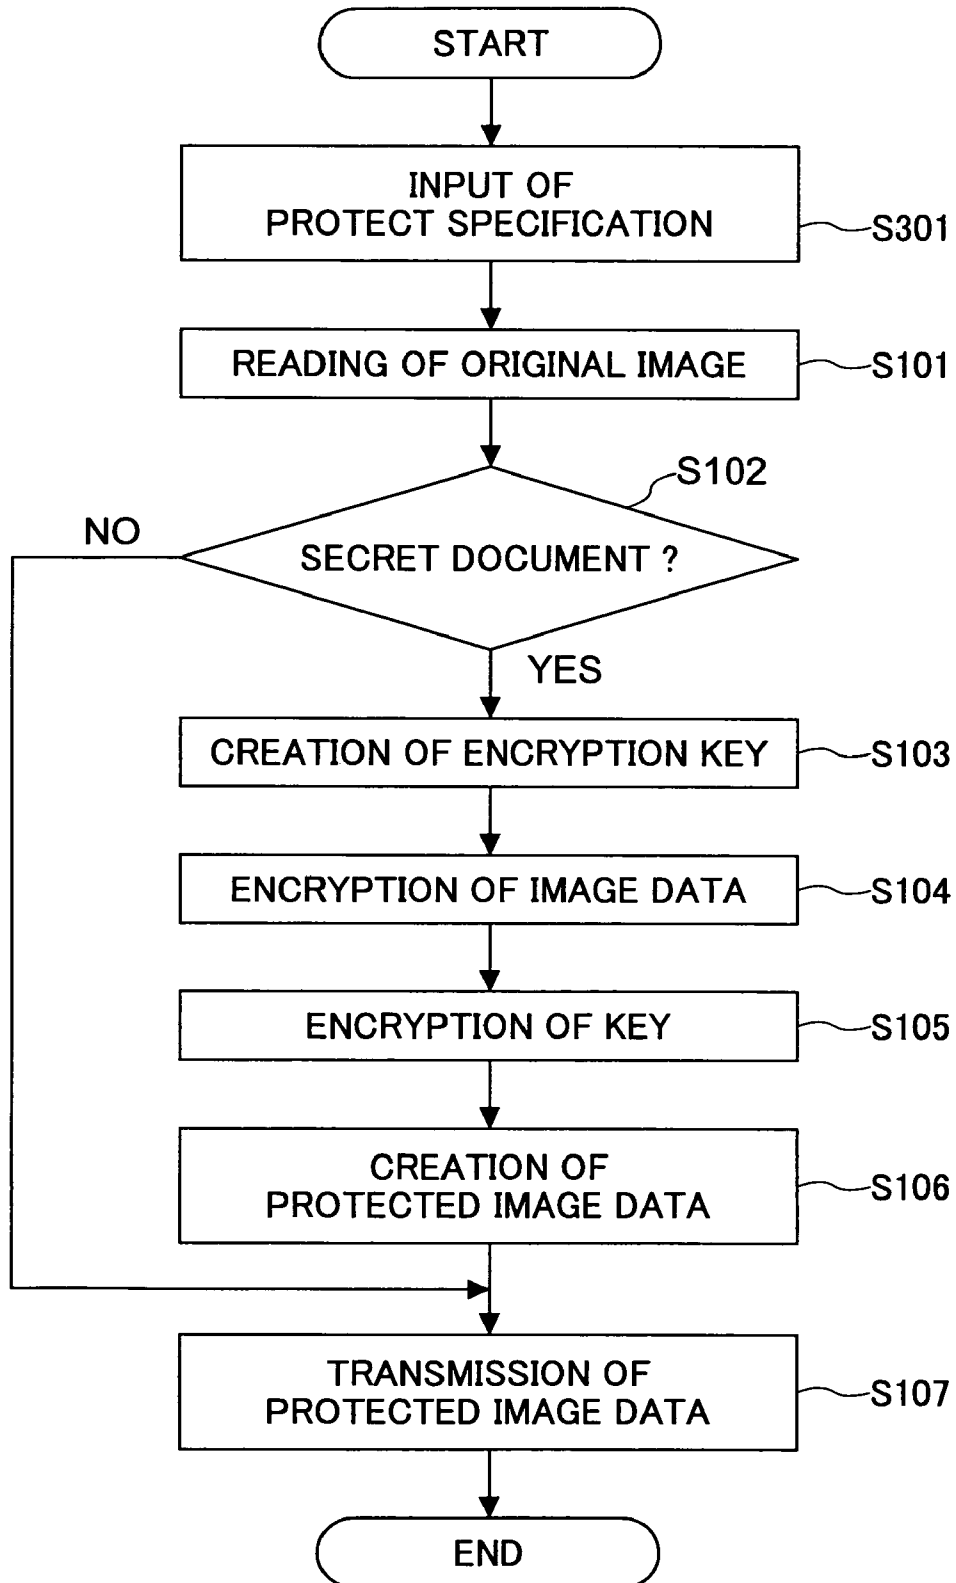 START
INPUT OF
PROTECT SPECIFICATION
S301
READING OF ORIGINAL IMAGE
S101
S102
NO
SECRET DOCUMENT ?
YES
CREATION OF ENCRYPTION KEY
S103
ENCRYPTION OF IMAGE DATA
S104
ENCRYPTION OF KEY
S105
CREATION OF
PROTECTED IMAGE DATA
S106
TRANSMISSION OF
PROTECTED IMAGE DATA
S107
END